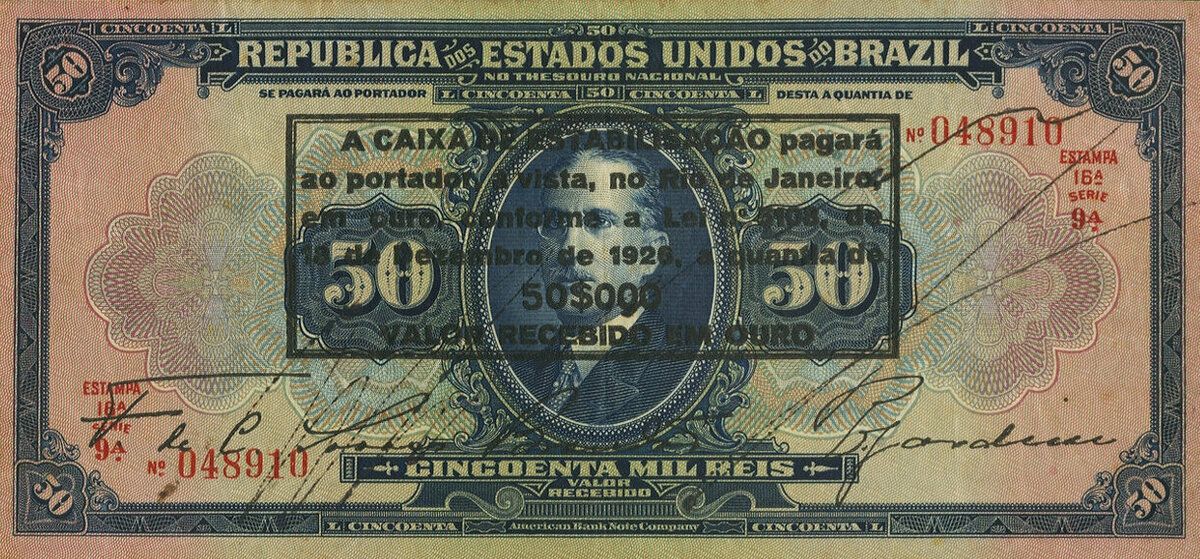 L CINCOENTA L
50
CINCOENTA L
50
REPUBLICA DOS ESTADOS UNIDOS DO BRAZIL
50
NO THESOURO NACIONAL
SE PAGARÁ AO PORTADOR L CINCOENTA 50 CINCOENTA L DESTA A QUANTIA DE
Nº 048910
ESTAMPA
16ª
SERIE
9ª
A CAIXA DE ESTABILISAÇÃO pagará
ao portador, á vista, no Rio de Janeiro,
em ouro, conforme a Lei nº 5108, de
18 de Dezembro de 1926, a quantia de
50$000
VALOR RECEBIDO EM OURO
50
50
ESTAMPA
16ª
SERIE
9ª
Nº 048910
CINCOENTA MIL REIS
VALOR
RECEBIDO
50
50
L CINCOENTA L American Bank Note Company CINCOENTA L